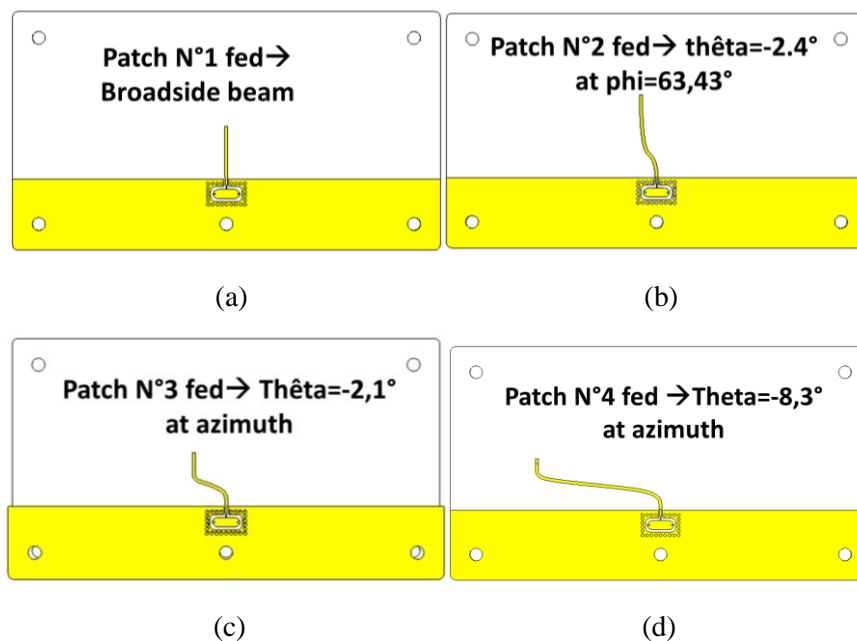 Patch N°1 fed→
Broadside beam
Patch N°2 fed→ thêta=-2.4°
at phi=63,43°
(a)
(b)
Patch N°3 fed→ Thêta=-2,1°
at azimuth
Patch N°4 fed →Theta=-8,3°
at azimuth
(c)
(d)